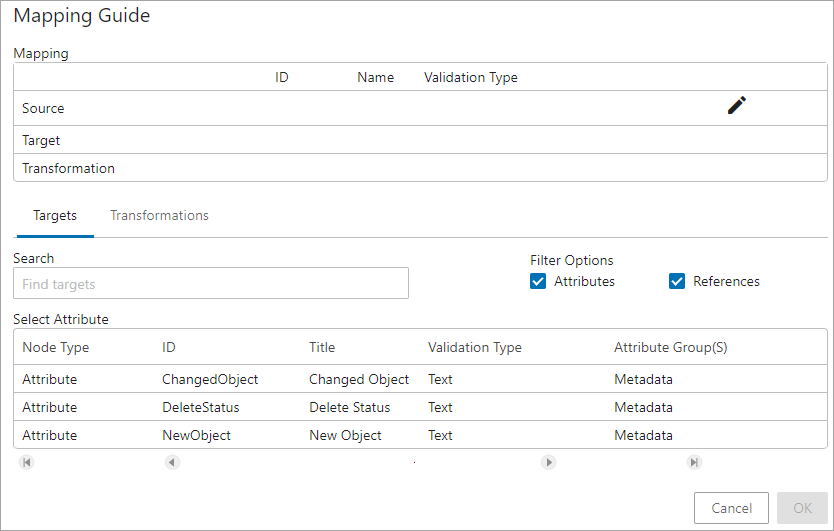 Mapping Guide
Mapping
ID Name Validation Type
Source
Target
Transformation
Targets Transformations
Search Filter Options
Find targets Attributes References
Select Attribute
Node Type ID Title Validation Type Attribute Group(S)
Attribute ChangedObject Changed Object Text Metadata
Attribute DeleteStatus Delete Status Text Metadata
Attribute NewObject New Object Text Metadata
Cancel OK